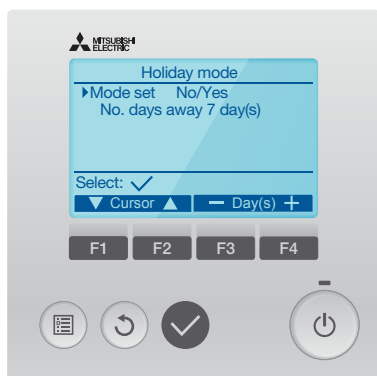 MITSUBISHI
ELECTRIC
Holiday mode
Mode set No/Yes
No. days away 7 day(s)
Select:
Cursor
Day(s)
F1 F2 F3 F4